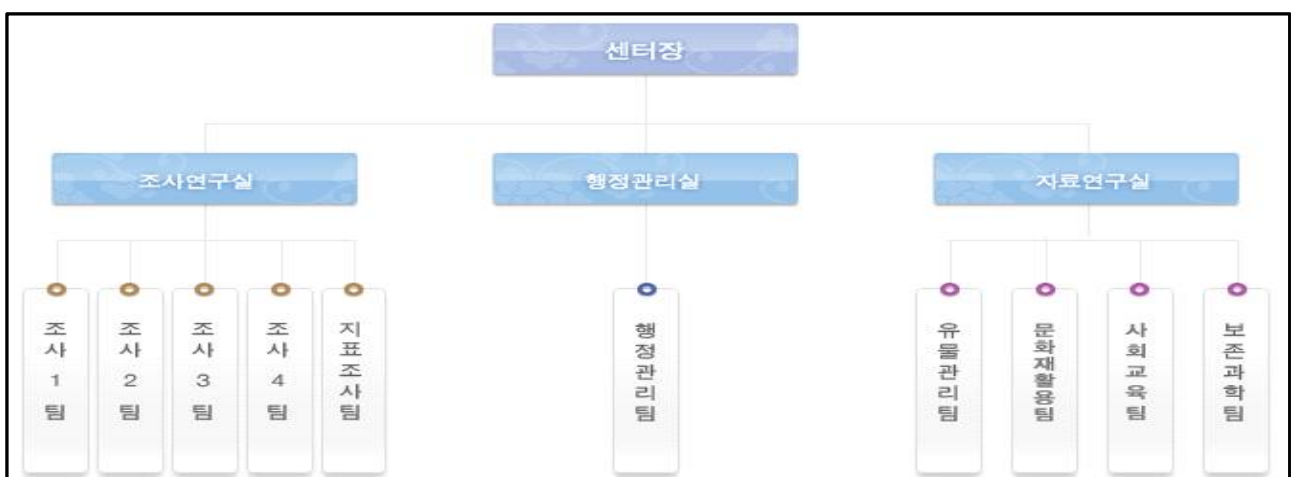 센터장
조사연구실
행정관리실
자료연구실
조사1팀
조사2팀
조사3팀
조사4팀
지표조사팀
행정관리팀
유물관리팀
문화재활용팀
사회교육팀
보존과학팀